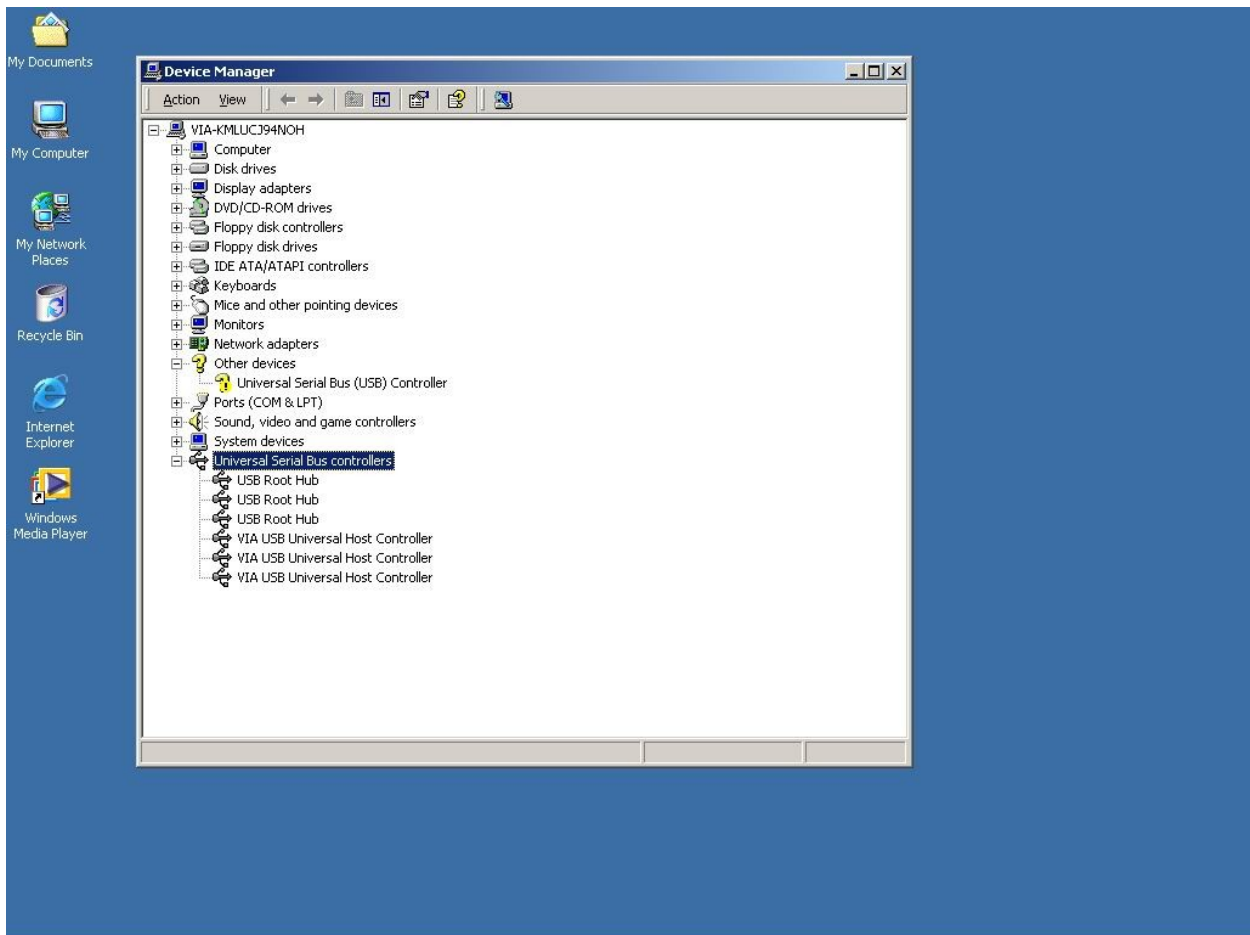 My Documents
My Computer
My Network
Places
Recycle Bin
Internet
Explorer
Windows
Media Player
Device Manager
Action View
VIA-KMLUCJ94NOH
Computer
Disk drives
Display adapters
DVD/CD-ROM drives
Floppy disk controllers
Floppy disk drives
IDE ATA/ATAPI controllers
Keyboards
Mice and other pointing devices
Monitors
Network adapters
Other devices
Universal Serial Bus (USB) Controller
Ports (COM & LPT)
Sound, video and game controllers
System devices
Universal Serial Bus controllers
USB Root Hub
USB Root Hub
USB Root Hub
VIA USB Universal Host Controller
VIA USB Universal Host Controller
VIA USB Universal Host Controller